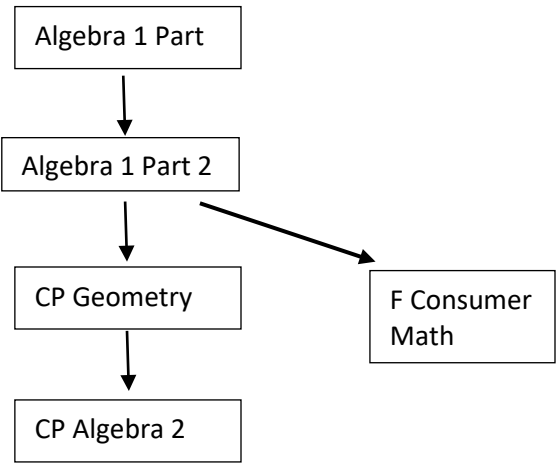 Algebra 1 Part
Algebra 1 Part 2
CP Geometry
F Consumer
Math
CP Algebra 2